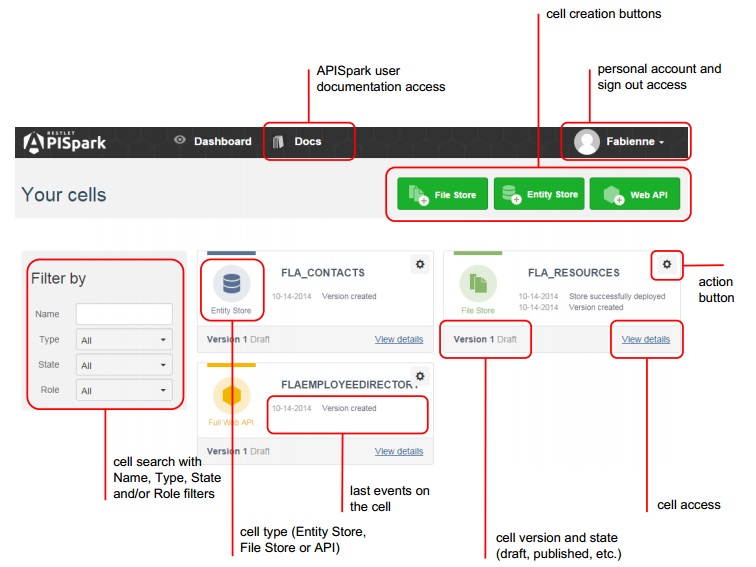 cell creation buttons
APISpark user
documentation access
personal account and
sign out access
RESTLET
APISpark
Dashboard
Docs
Fabienne
Your cells
File Store
Entity Store
Web API
Filter by
Name
Type
All
State
All
Role
All
FLA_CONTACTS
10-14-2014 Version created
Entity Store
Version 1 Draft
View details
FLA_RESOURCES
10-14-2014 Store successfully deployed
10-14-2014 Version created
File Store
Version 1 Draft
View details
action
button
FLAEMPLOYEEDIRECTORY
10-14-2014 Version created
Full Web API
Version 1 Draft
View details
cell search with
Name, Type, State
and/or Role filters
last events on
the cell
cell access
cell type (Entity Store,
File Store or API)
cell version and state
(draft, published, etc.)